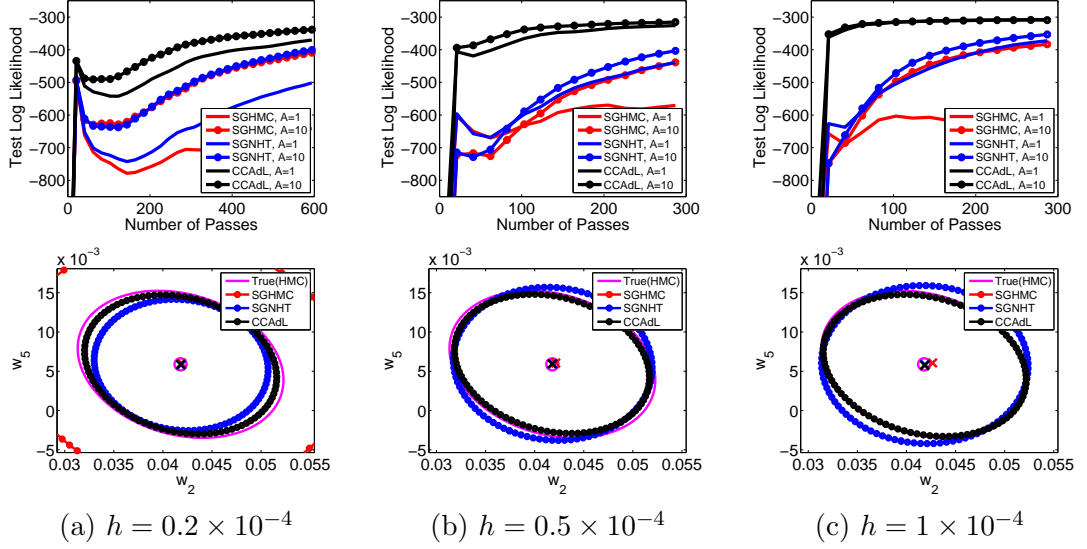 Test Log Likelihood
−300
−400
−500
−600
−700
−800
0
200
400
600
Number of Passes
SGHMC, A=1
SGHMC, A=10
SGNHT, A=1
SGNHT, A=10
CCAdL, A=1
CCAdL, A=10
Test Log Likelihood
−300
−400
−500
−600
−700
−800
0
100
200
300
Number of Passes
SGHMC, A=1
SGHMC, A=10
SGNHT, A=1
SGNHT, A=10
CCAdL, A=1
CCAdL, A=10
Test Log Likelihood
−300
−400
−500
−600
−700
−800
0
100
200
300
Number of Passes
SGHMC, A=1
SGHMC, A=10
SGNHT, A=1
SGNHT, A=10
CCAdL, A=1
CCAdL, A=10
x 10⁻³
w₅
15
10
5
0
−5
0.03
0.035
0.04
0.045
0.05
0.055
w₂
True(HMC)
SGHMC
SGNHT
CCAdL
x 10⁻³
w₅
15
10
5
0
−5
0.03
0.035
0.04
0.045
0.05
0.055
w₂
True(HMC)
SGHMC
SGNHT
CCAdL
x 10⁻³
w₅
15
10
5
0
−5
0.03
0.035
0.04
0.045
0.05
0.055
w₂
True(HMC)
SGHMC
SGNHT
CCAdL
(a) h = 0.2 × 10⁻⁴
(b) h = 0.5 × 10⁻⁴
(c) h = 1 × 10⁻⁴